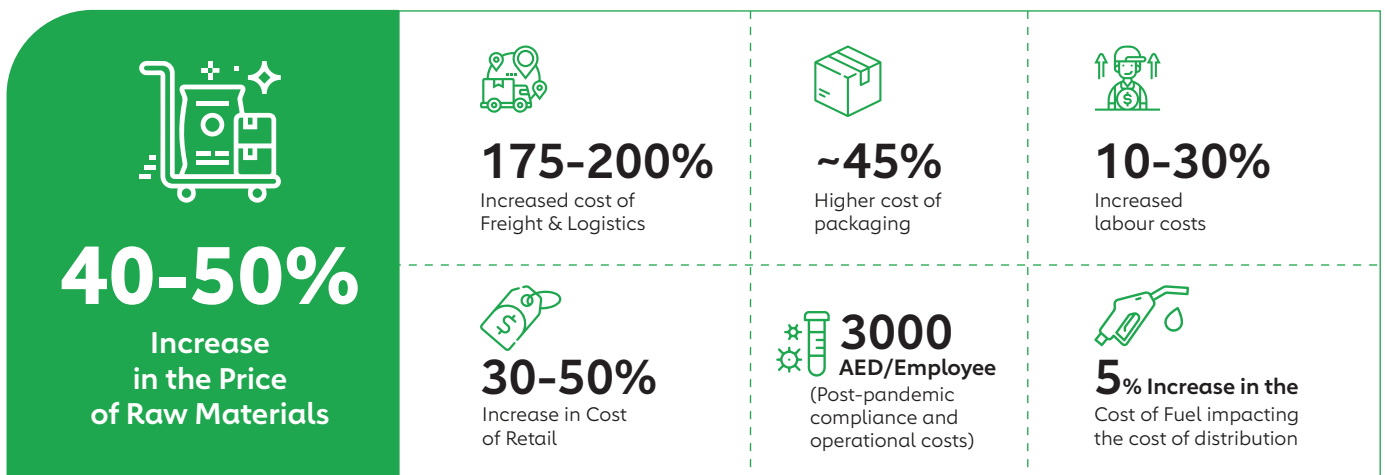 40-50%
Increase
in the Price
of Raw Materials
175-200%
Increased cost of
Freight & Logistics
~45%
Higher cost of
packaging
10-30%
Increased
labour costs
30-50%
Increase in Cost
of Retail
3000
AED/Employee
(Post-pandemic
compliance and
operational costs)
5% Increase in the
Cost of Fuel impacting
the cost of distribution